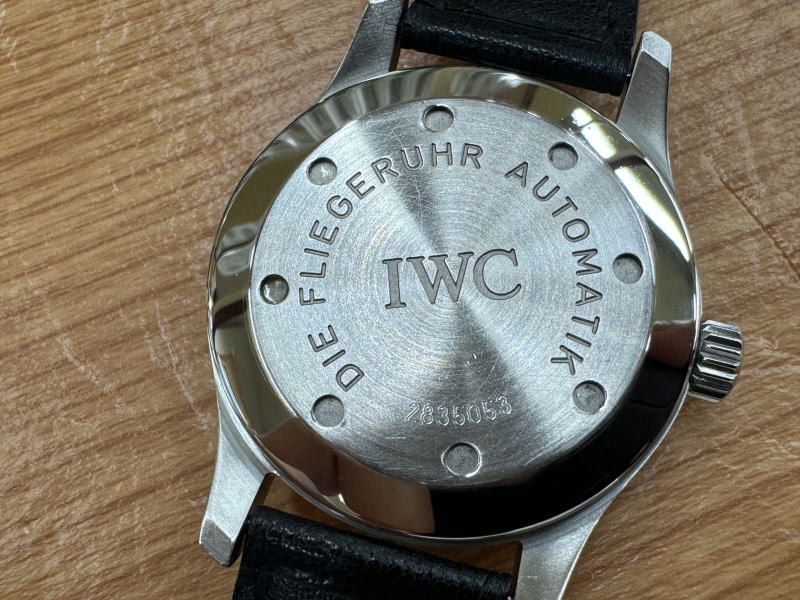 DIE FLIEGERUHR AUTOMATIK
IWC
2835053